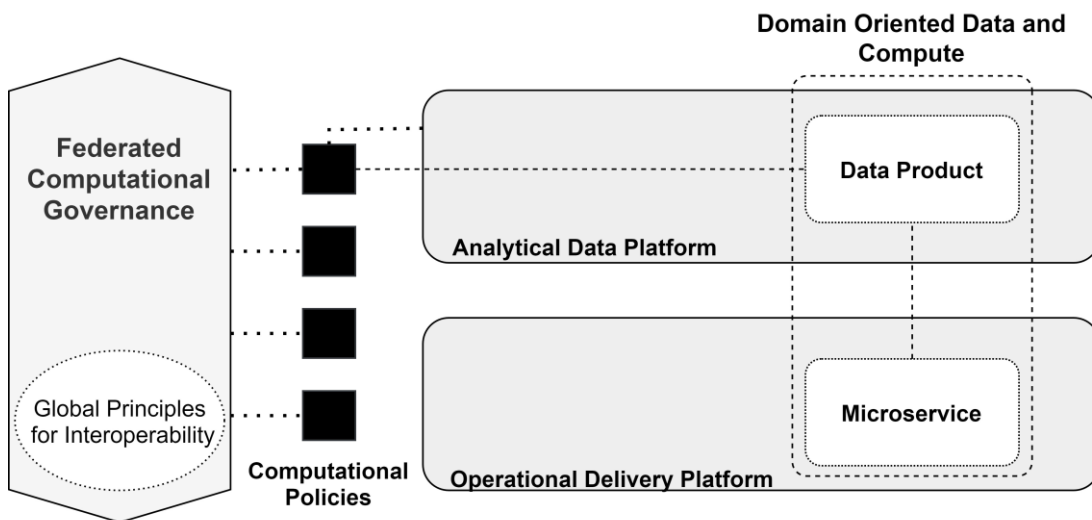 Domain Oriented Data and
Compute
Federated
Computational
Governance
Data Product
Analytical Data Platform
Global Principles
for Interoperability
Microservice
Computational
Policies
Operational Delivery Platform